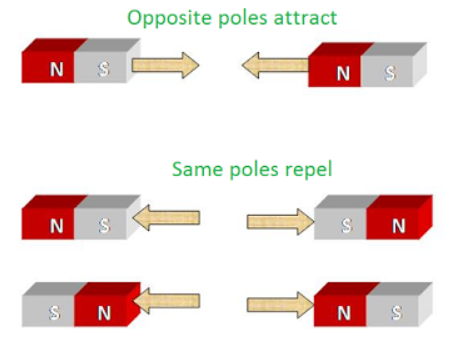 Opposite poles attract
N S N S
Same poles repel
N S S N
S N N S